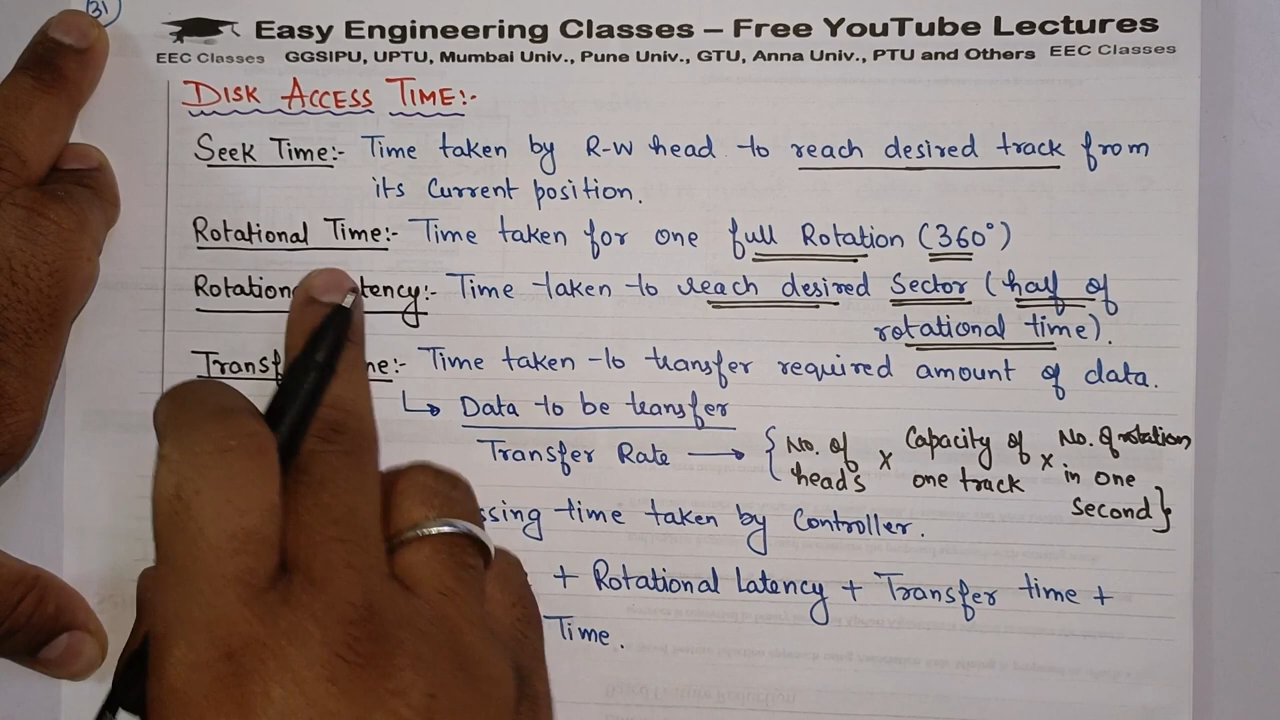 31
Easy Engineering Classes – Free YouTube Lectures
EEC Classes GGSIPU, UPTU, Mumbai Univ., Pune Univ., GTU, Anna Univ., PTU and Others EEC Classes
DISK ACCESS TIME:-
Seek Time:- Time taken by R-W head to reach desired track from
its Current position.
Rotational Time:- Time taken for one full Rotation (360°)
Rotation tency:- Time taken to reach desired Sector (half of
rotational time).
Transf me:- Time taken to transfer required amount of data.
↳ Data to be transfer
Transfer Rate → { No. of heads × Capacity of one track × No. of rotation in one second }
ssing time taken by Controller.
+ Rotational Latency + Transfer time +
Time.